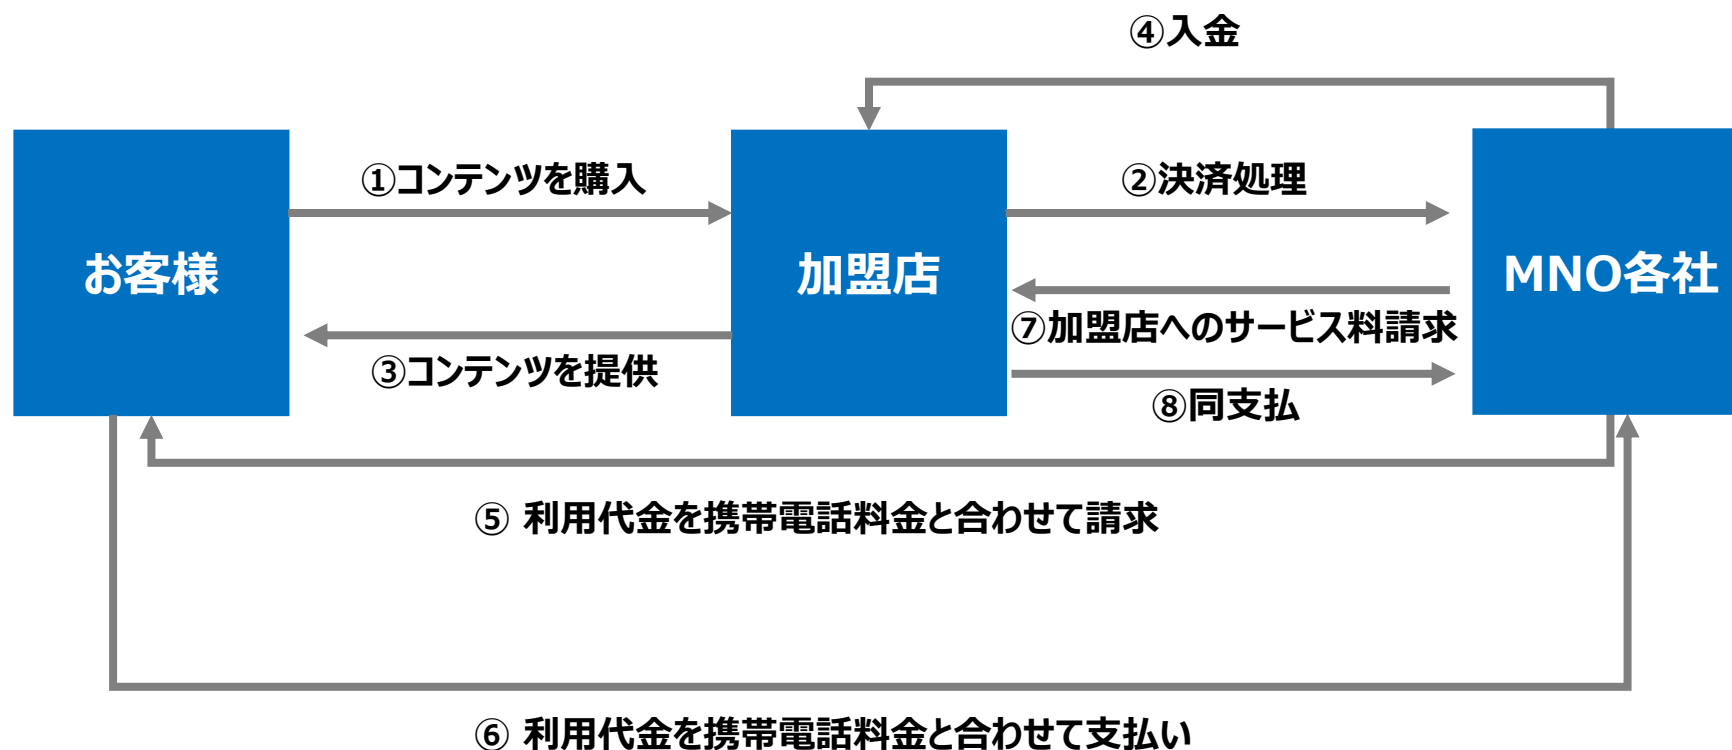 ④入金
①コンテンツを購入
②決済処理
お客様
加盟店
MNO各社
⑦加盟店へのサービス料請求
③コンテンツを提供
⑧同支払
⑤ 利用代金を携帯電話料金と合わせて請求
⑥ 利用代金を携帯電話料金と合わせて支払い